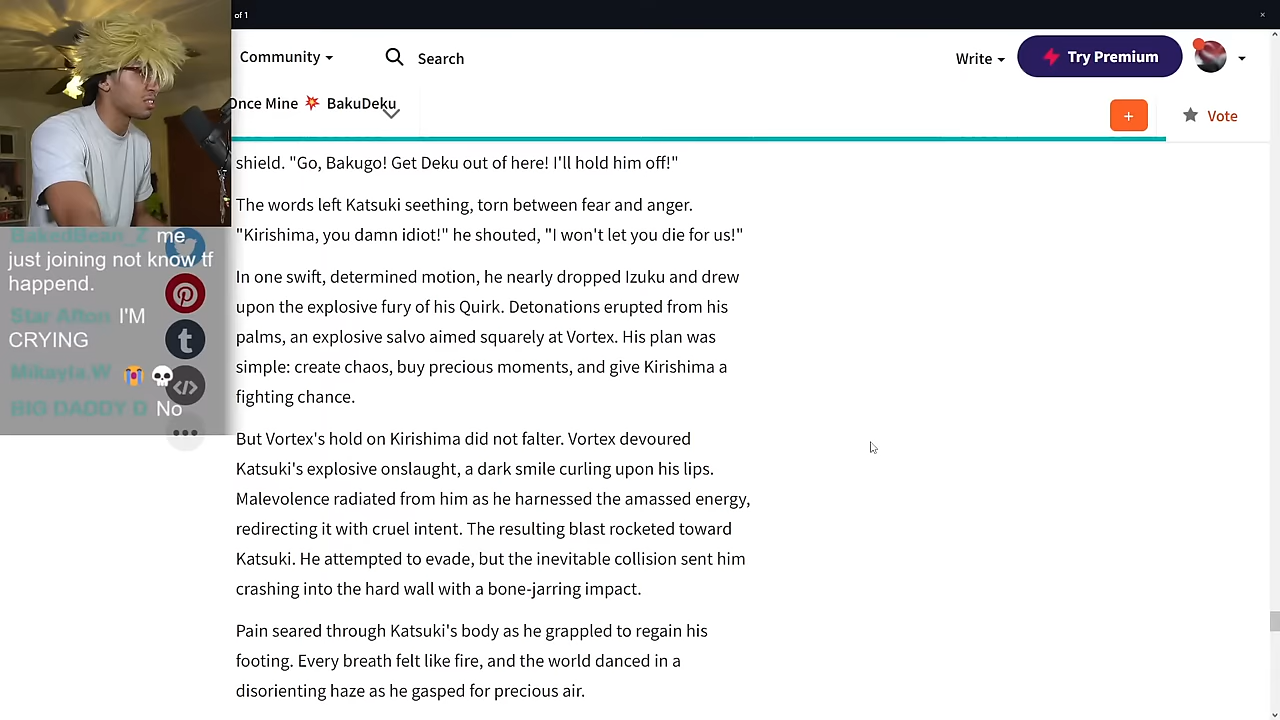 of 1
Community
Search
Write
Try Premium
Once Mine 💥 BakuDeku
+
Vote
shield. "Go, Bakugo! Get Deku out of here! I'll hold him off!"
The words left Katsuki seething, torn between fear and anger.
"Kirishima, you damn idiot!" he shouted, "I won't let you die for us!"
In one swift, determined motion, he nearly dropped Izuku and drew
upon the explosive fury of his Quirk. Detonations erupted from his
palms, an explosive salvo aimed squarely at Vortex. His plan was
simple: create chaos, buy precious moments, and give Kirishima a
fighting chance.
But Vortex's hold on Kirishima did not falter. Vortex devoured
Katsuki's explosive onslaught, a dark smile curling upon his lips.
Malevolence radiated from him as he harnessed the amassed energy,
redirecting it with cruel intent. The resulting blast rocketed toward
Katsuki. He attempted to evade, but the inevitable collision sent him
crashing into the hard wall with a bone-jarring impact.
Pain seared through Katsuki's body as he grappled to regain his
footing. Every breath felt like fire, and the world danced in a
disorienting haze as he gasped for precious air.
BakedBean_Z me
just joining not know tf
happend.
Star Afton I'M
CRYING
Mikayla.W 😭 💀
BIG DADDY D No